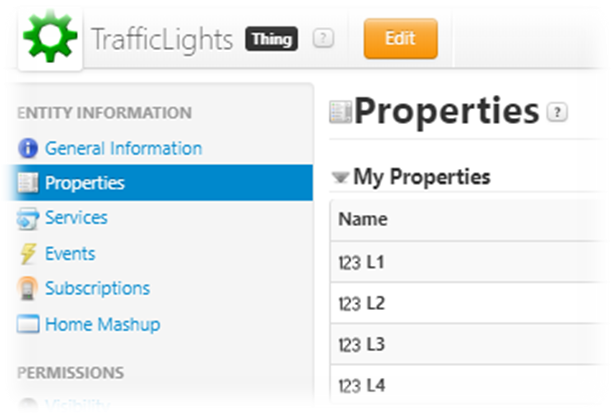 TrafficLights Thing ? Edit
ENTITY INFORMATION
General Information
Properties
Services
Events
Subscriptions
Home Mashup
PERMISSIONS
Visibility
Properties ?
My Properties
Name
123 L1
123 L2
123 L3
123 L4